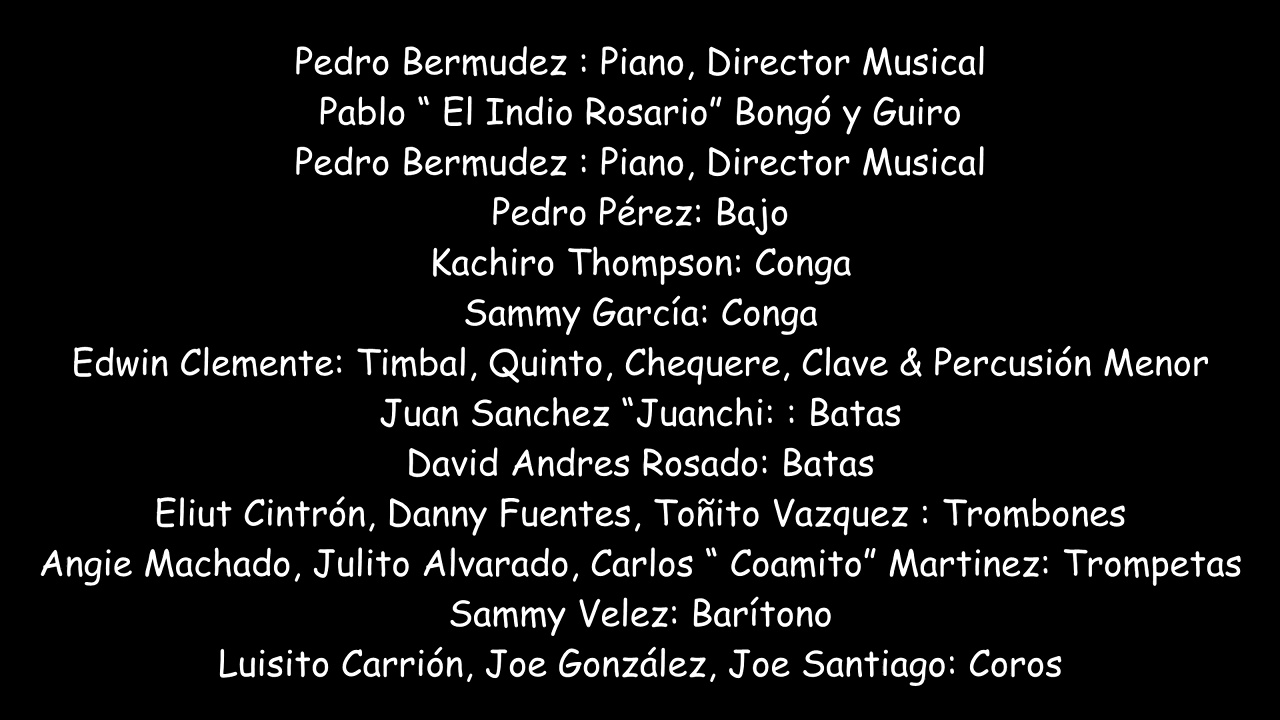 Pedro Bermudez : Piano, Director Musical
Pablo “ El Indio Rosario” Bongó y Guiro
Pedro Bermudez : Piano, Director Musical
Pedro Pérez: Bajo
Kachiro Thompson: Conga
Sammy García: Conga
Edwin Clemente: Timbal, Quinto, Chequere, Clave & Percusión Menor
Juan Sanchez “Juanchi: : Batas
David Andres Rosado: Batas
Eliut Cintrón, Danny Fuentes, Toñito Vazquez : Trombones
Angie Machado, Julito Alvarado, Carlos “ Coamito” Martinez: Trompetas
Sammy Velez: Barítono
Luisito Carrión, Joe González, Joe Santiago: Coros